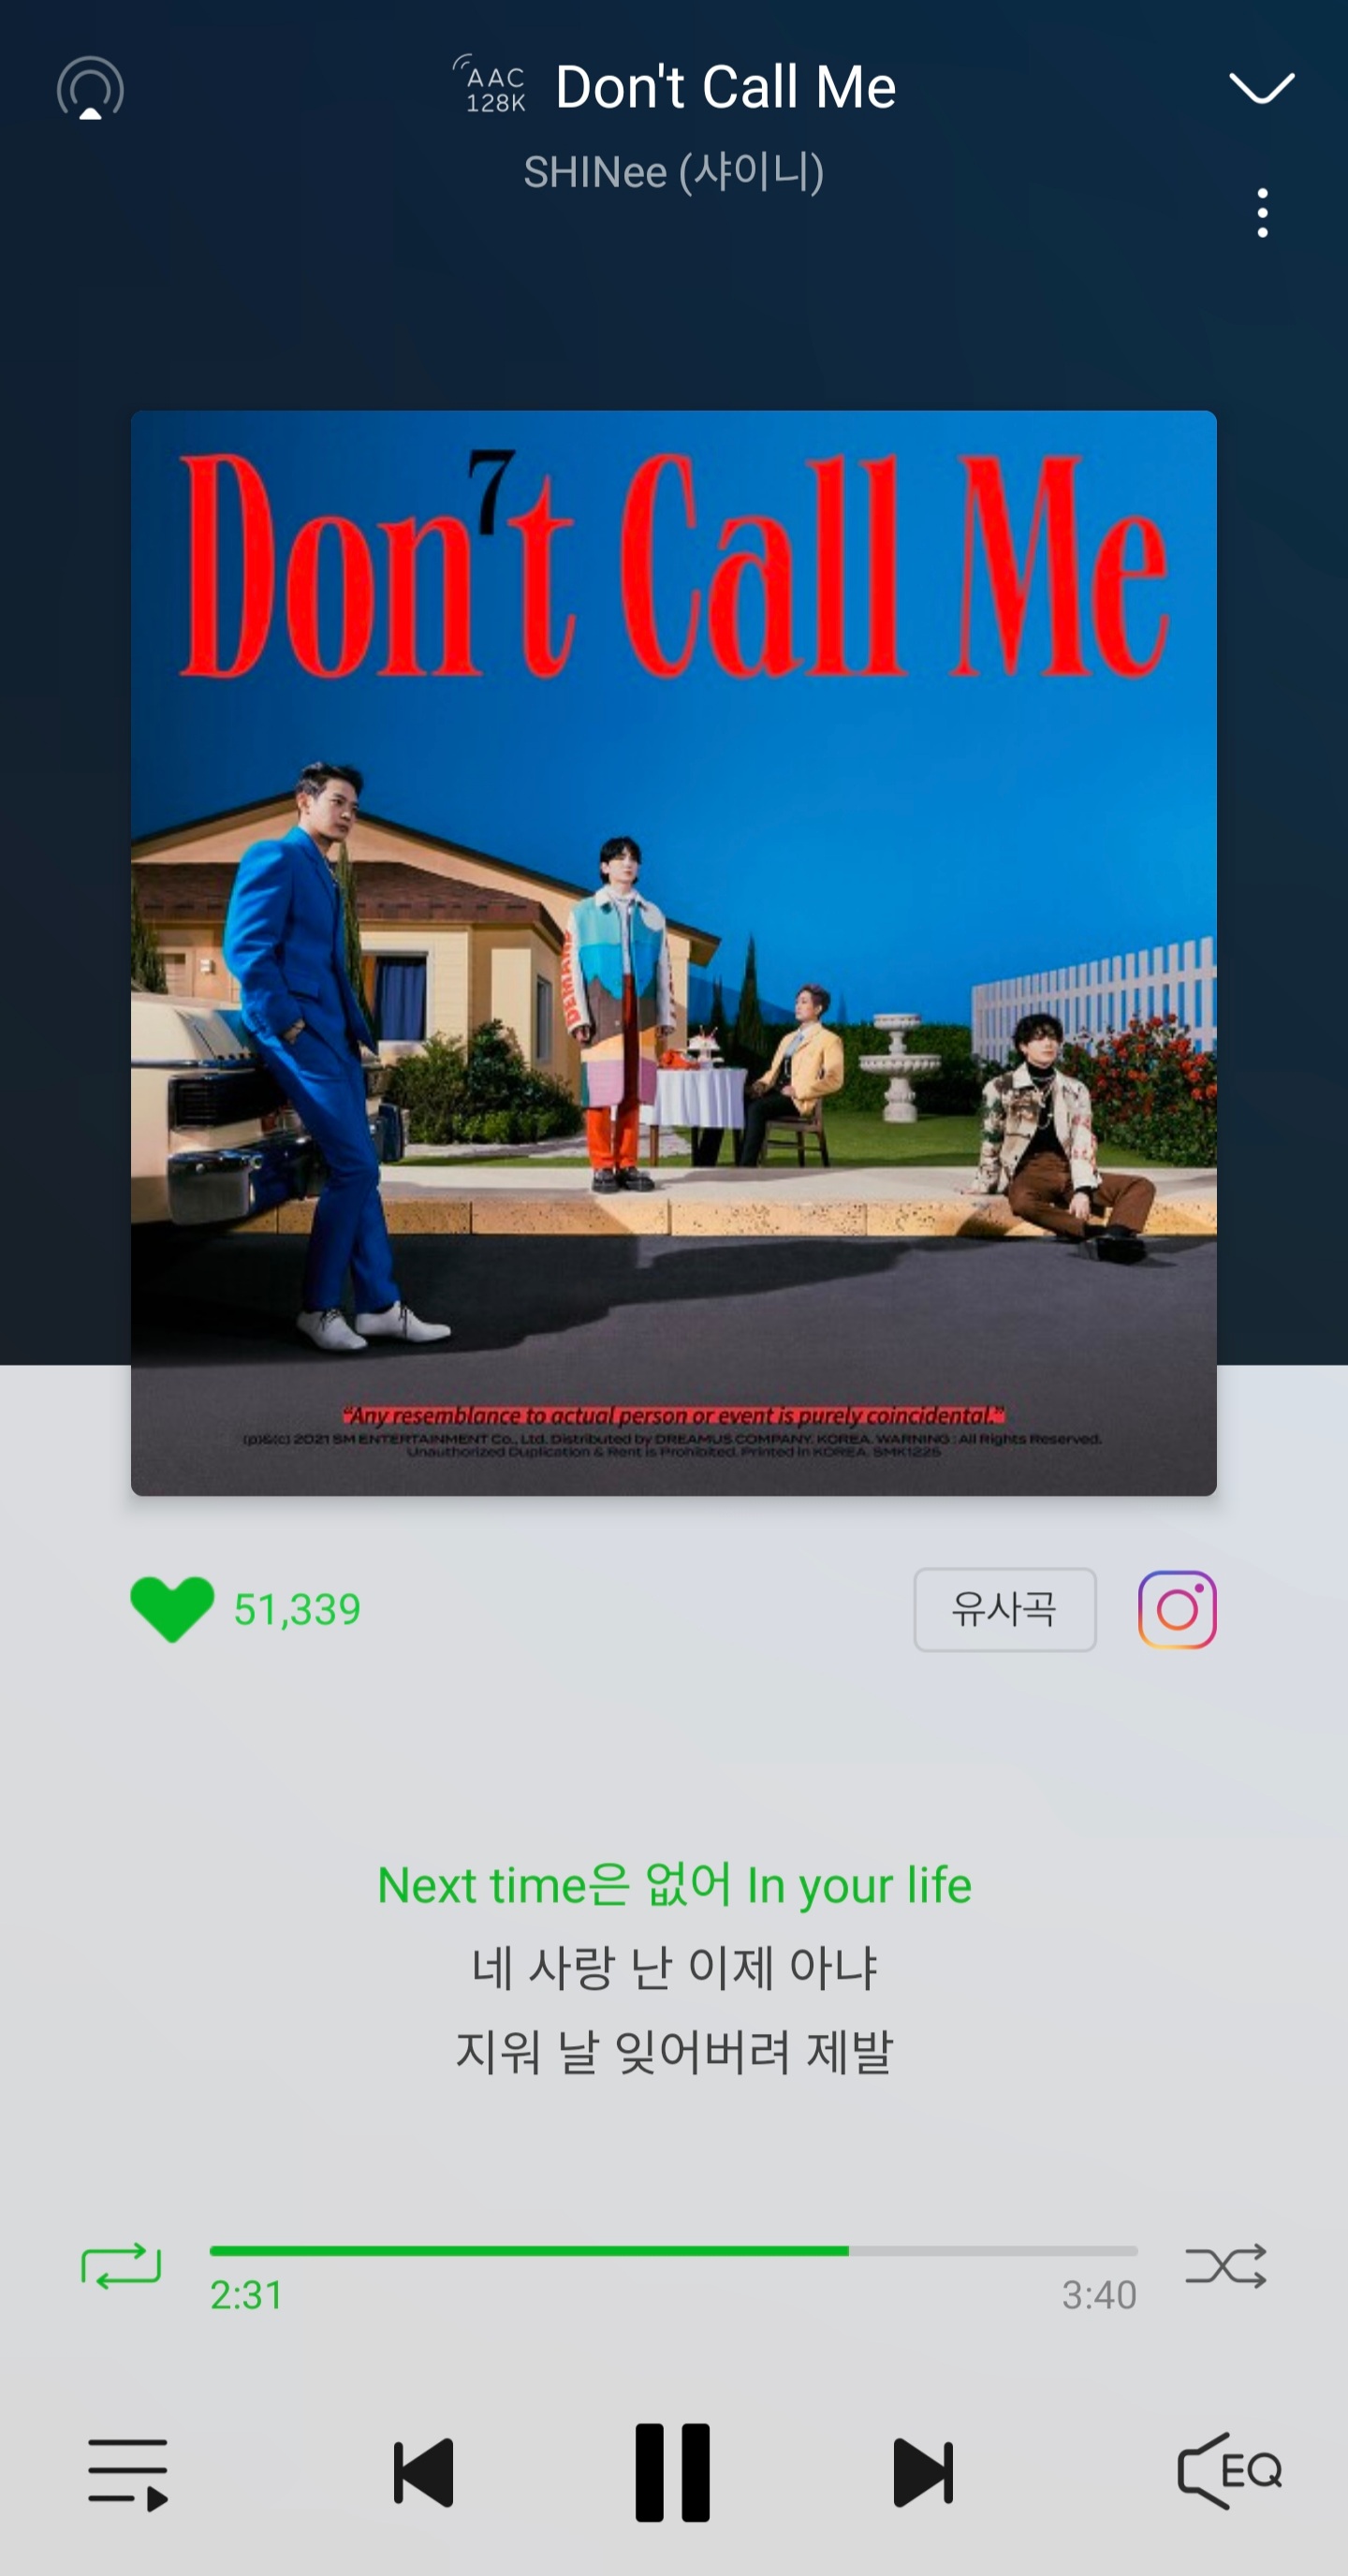 AAC
128K
Don't Call Me
SHINee (샤이니)
Don7t Call Me
DEMAND
“Any resemblance to actual person or event is purely coincidental.”
(p)&(c) 2021 SM ENTERTAINMENT Co., Ltd. Distributed by DREAMUS COMPANY. KOREA. WARNING : All Rights Reserved.
Unauthorized Duplication & Rent is Prohibited. Printed in KOREA. SMK1225
51,339
유사곡
Next time은 없어 In your life
네 사랑 난 이제 아냐
지워 날 잊어버려 제발
2:31
3:40
EQ